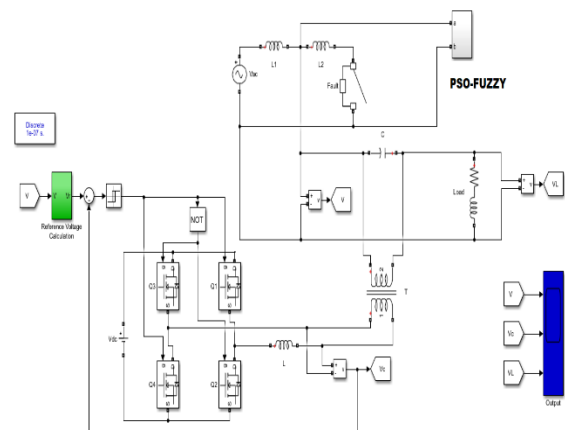 L1
L2
Vac
Fault
a
b
PSO-FUZZY
Discrete
1e-07 s.
C
Load
v
VL
V
v
V
V
Reference Voltage
Calculation
NOT
Q3
Q1
Vdc
T
L
v
Vc
Q4
Q2
V
Vc
VL
Output